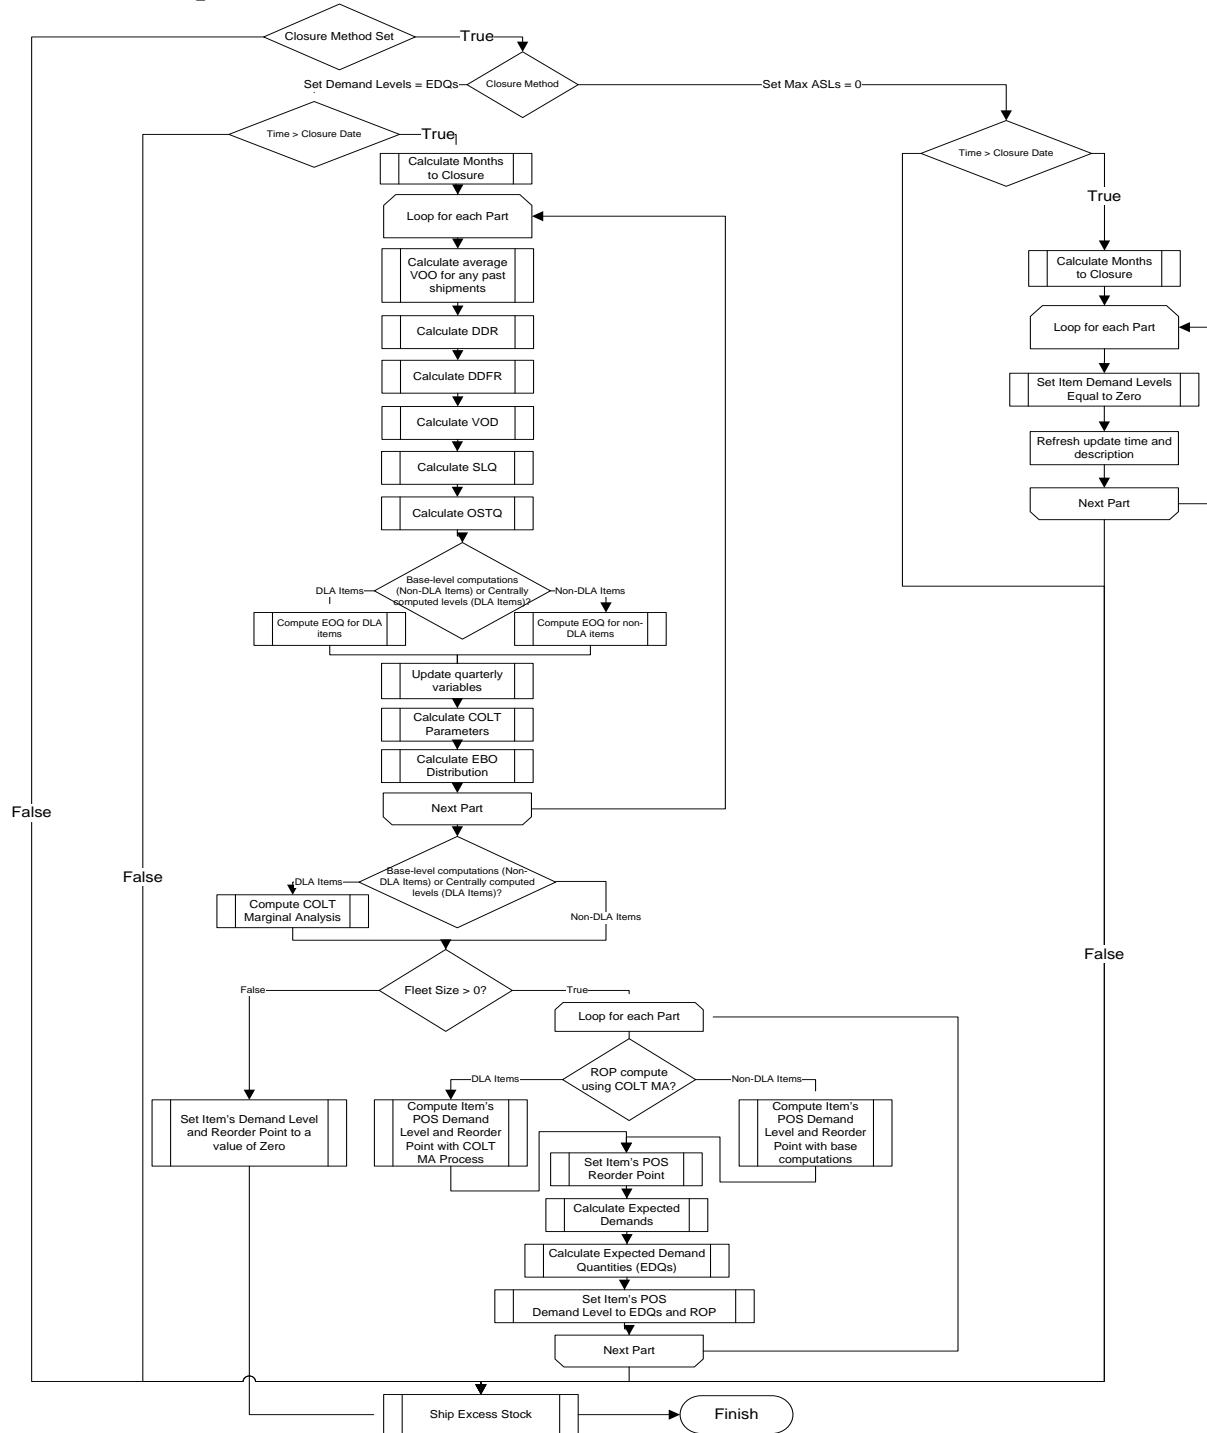 Closure Method Set
True
Closure Method
Set Demand Levels = EDQs
Set Max ASLs = 0
Time > Closure Date
True
Time > Closure Date
True
Calculate Months
to Closure
Loop for each Part
Calculate average
VOO for any past
shipments
Calculate DDR
Calculate DDFR
Calculate VOD
Calculate SLQ
Calculate OSTQ
Calculate Months
to Closure
Loop for each Part
Set Item Demand Levels
Equal to Zero
Refresh update time and
description
Next Part
Base-level computations
(Non-DLA Items) or Centrally
computed levels (DLA Items)?
DLA Items
Non-DLA Items
Compute EOQ for DLA
items
Compute EOQ for non-
DLA items
Update quarterly
variables
Calculate COLT
Parameters
Calculate EBO
Distribution
Next Part
False
False
Base-level computations (Non-
DLA Items) or Centrally computed
levels (DLA Items)?
DLA Items
Non-DLA Items
Compute COLT
Marginal Analysis
False
Fleet Size > 0?
False
True
Loop for each Part
ROP compute
using COLT MA?
DLA Items
Non-DLA Items
Set Item's Demand Level
and Reorder Point to a
value of Zero
Compute Item's
POS Demand
Level and Reorder
Point with COLT
MA Process
Compute Item's
POS Demand
Level and Reorder
Point with base
computations
Set Item's POS
Reorder Point
Calculate Expected
Demands
Calculate Expected Demand
Quantities (EDQs)
Set Item's POS
Demand Level to EDQs and ROP
Next Part
Ship Excess Stock
Finish